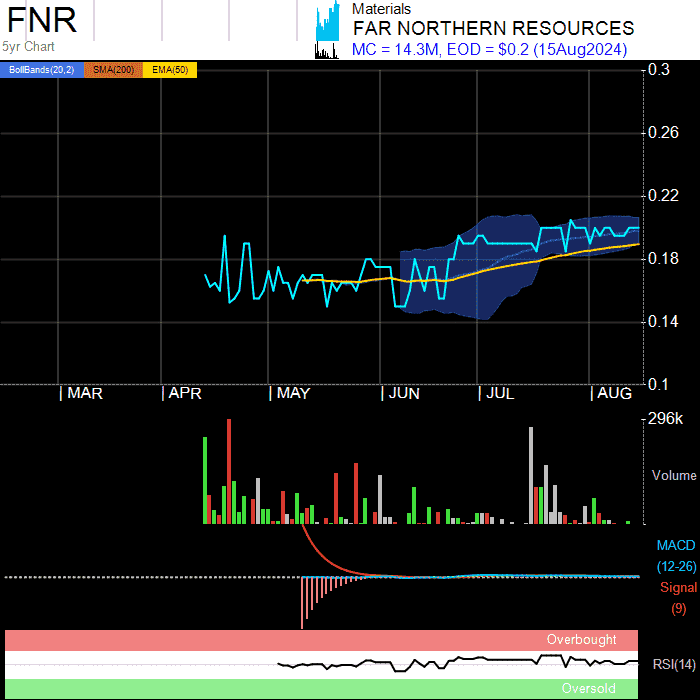 FNR
5yr Chart
Materials
FAR NORTHERN RESOURCES
MC = 14.3M, EOD = $0.2 (15Aug2024)
BollBands(20,2) SMA(200) EMA(50)
0.3
0.26
0.22
0.18
0.14
0.1
MAR APR MAY JUN JUL AUG
296k
Volume
MACD
(12-26)
Signal
(9)
Overbought
RSI(14)
Oversold